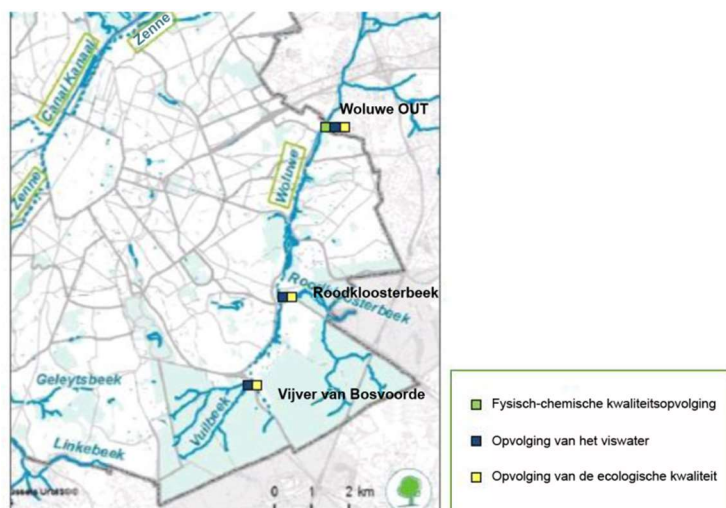 Zenne
Canal Kanaal
Woluwe OUT
Woluwe
Zenne
Roodkloosterbeek
Roodkloosterbeek
Geleytsbeek
Vijver van Bosvoorde
Vuilbeek
Linkebeek
0 1 2 km
Fysisch-chemische kwaliteitsopvolging
Opvolging van het viswater
Opvolging van de ecologische kwaliteit